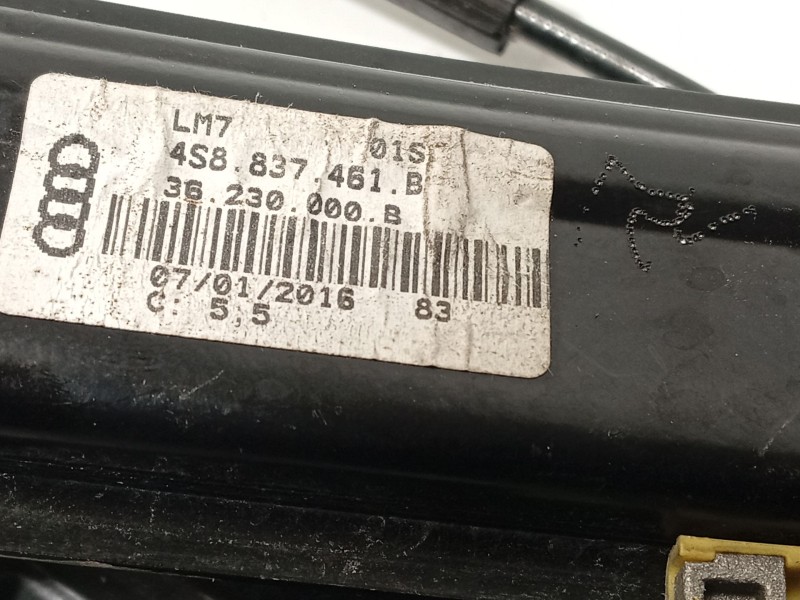 LM7 01S
4S8.837.461.B
36.230.000.B
07/01/2016 83
C: 5,5